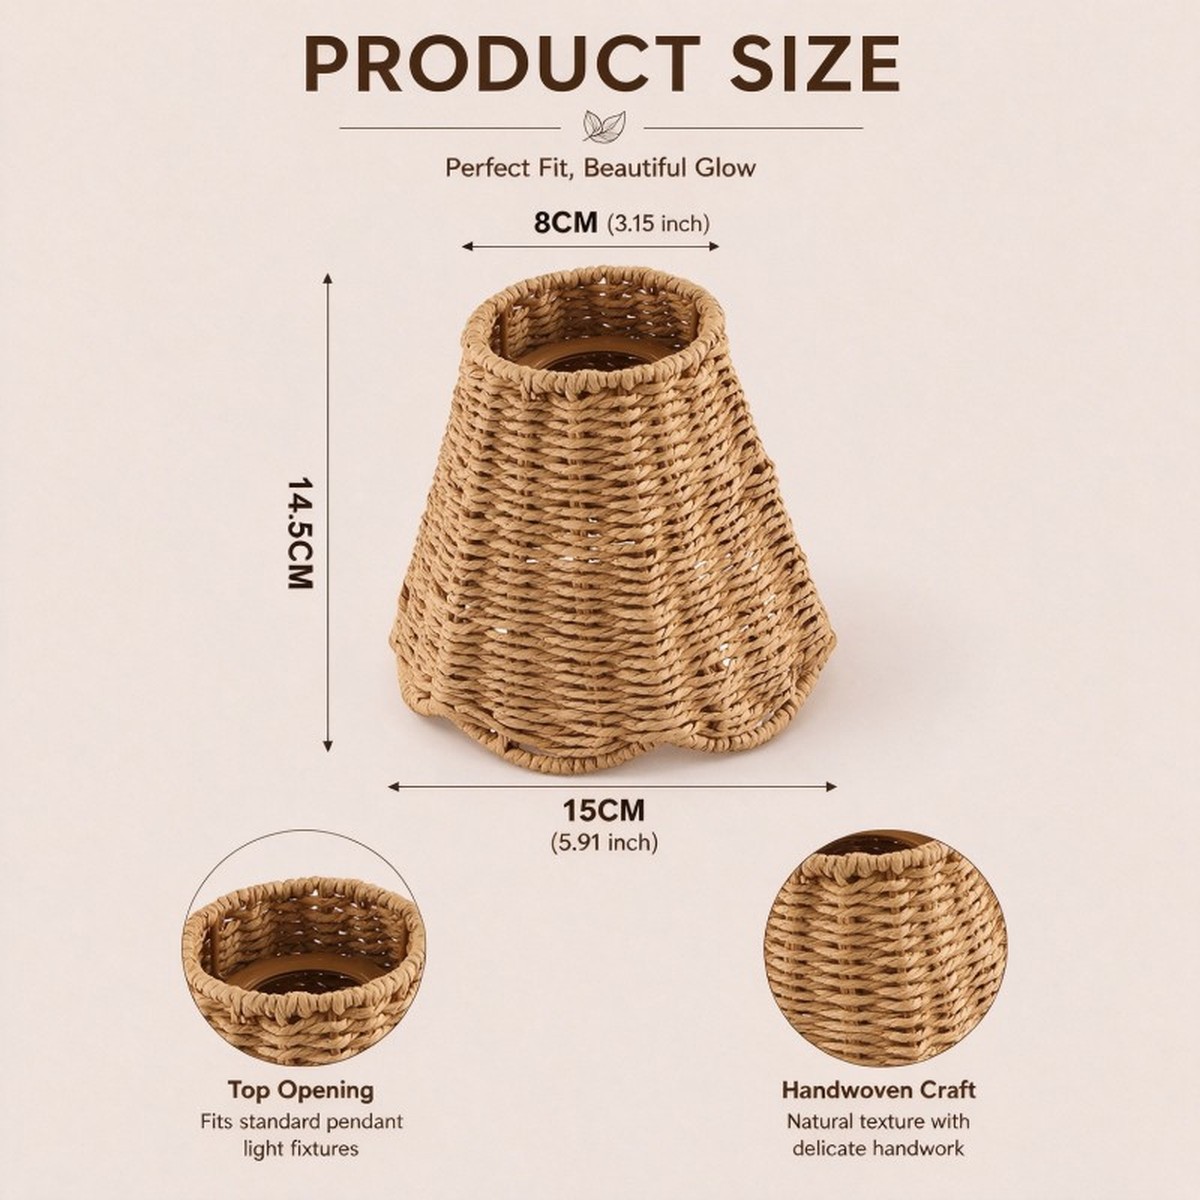 PRODUCT SIZE
Perfect Fit, Beautiful Glow
8CM (3.15 inch)
14.5CM
15CM
(5.91 inch)
Top Opening
Fits standard pendant
light fixtures
Handwoven Craft
Natural texture with
delicate handwork